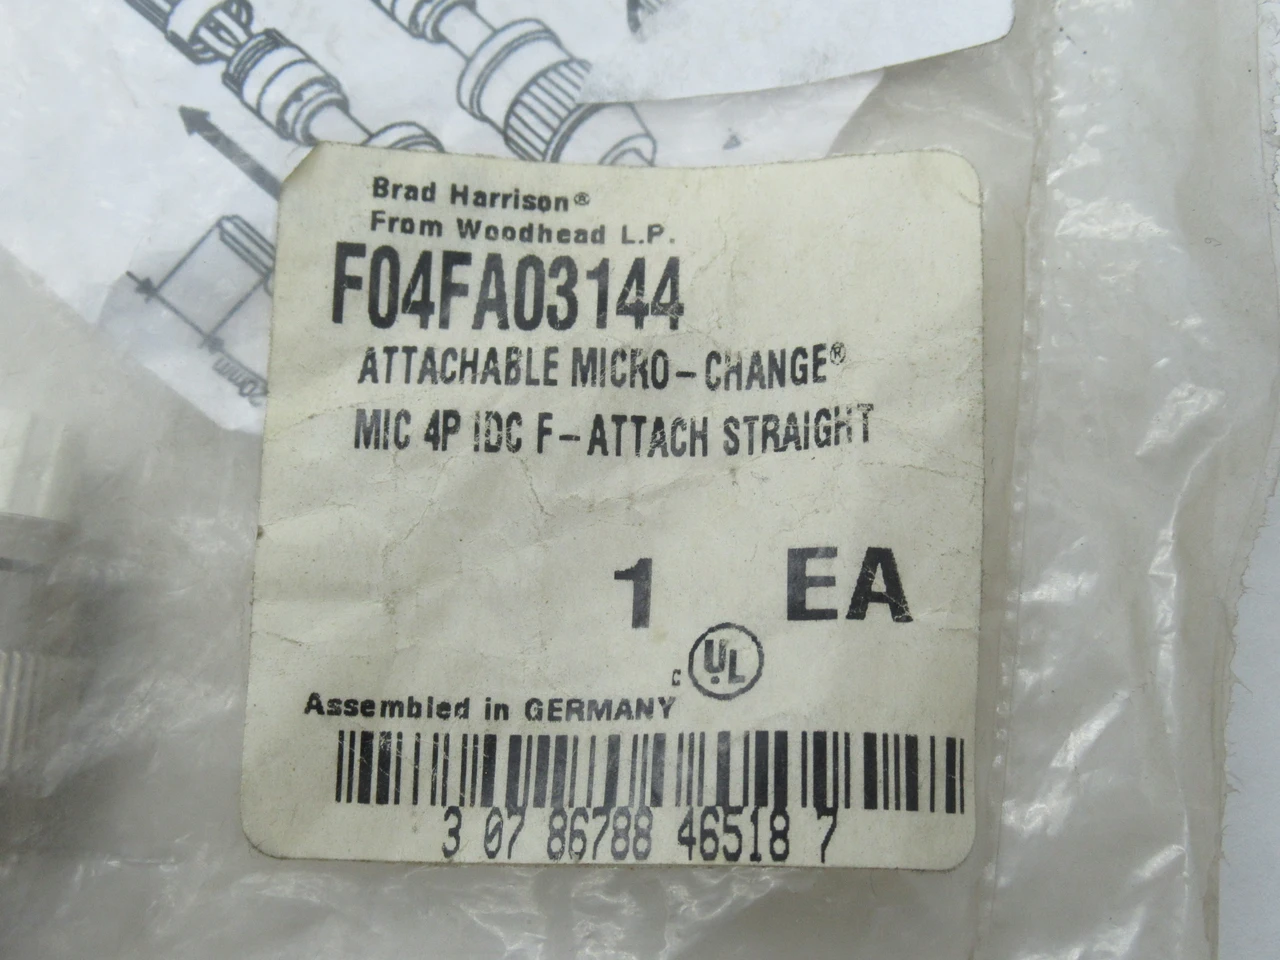 Brad Harrison®
From Woodhead L.P.
F04FA03144
ATTACHABLE MICRO-CHANGE®
MIC 4P IDC F-ATTACH STRAIGHT
20mm
1 EA
c UL
Assembled in GERMANY
3 07 86788 46518 7